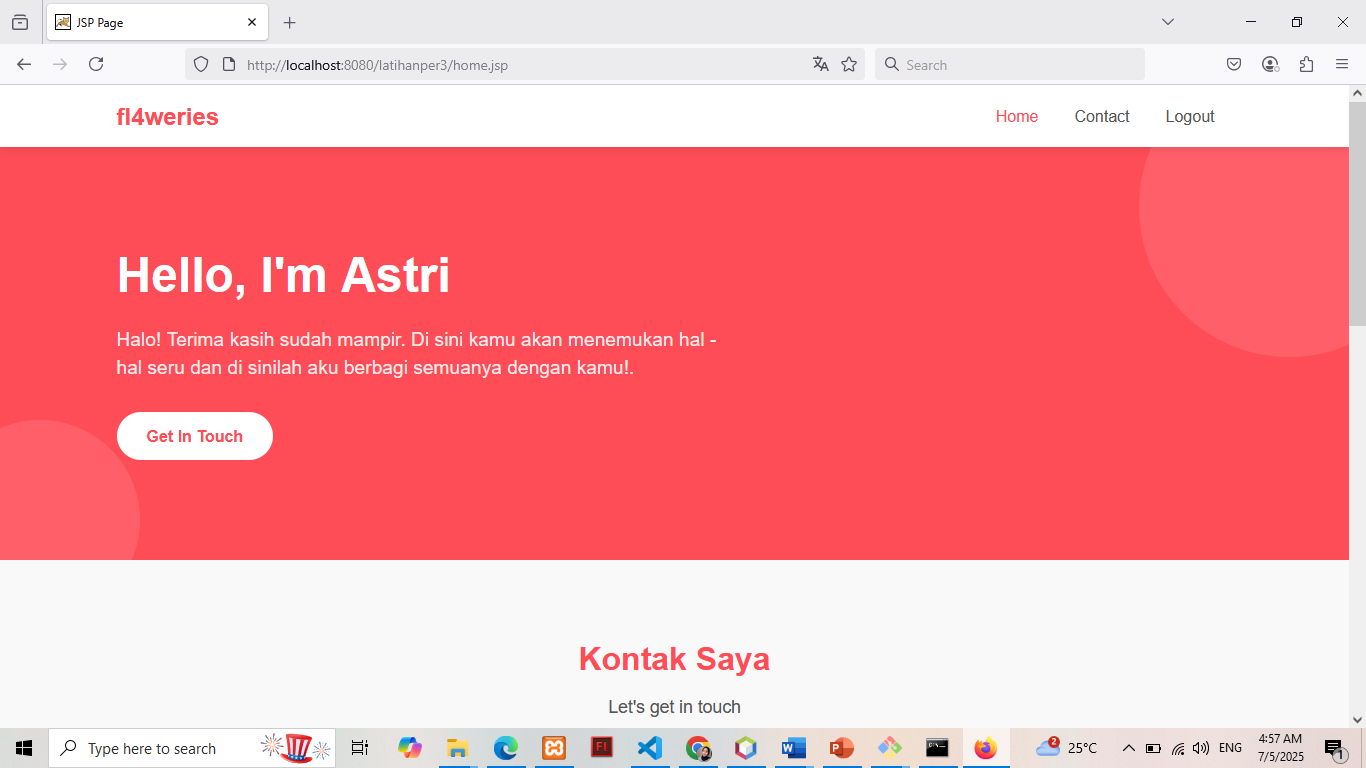 JSP Page
http://localhost:8080/latihanper3/home.jsp
Search
fl4weries
Home
Contact
Logout
Hello, I'm Astri
Halo! Terima kasih sudah mampir. Di sini kamu akan menemukan hal -
hal seru dan di sinilah aku berbagi semuanya dengan kamu!.
Get In Touch
Kontak Saya
Let's get in touch
Type here to search
Fl
2
25°C
ENG
4:57 AM
7/5/2025
1